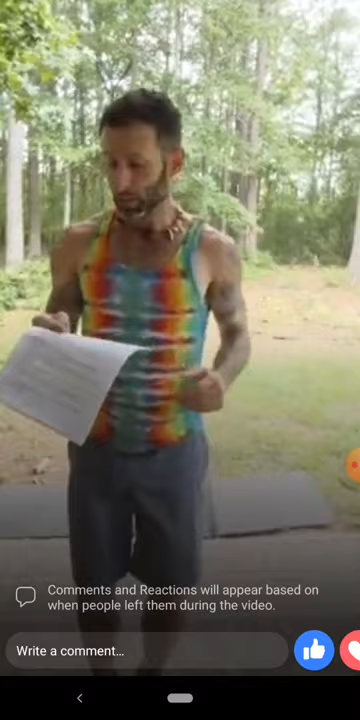 Comments and Reactions will appear based on
when people left them during the video.
Write a comment...